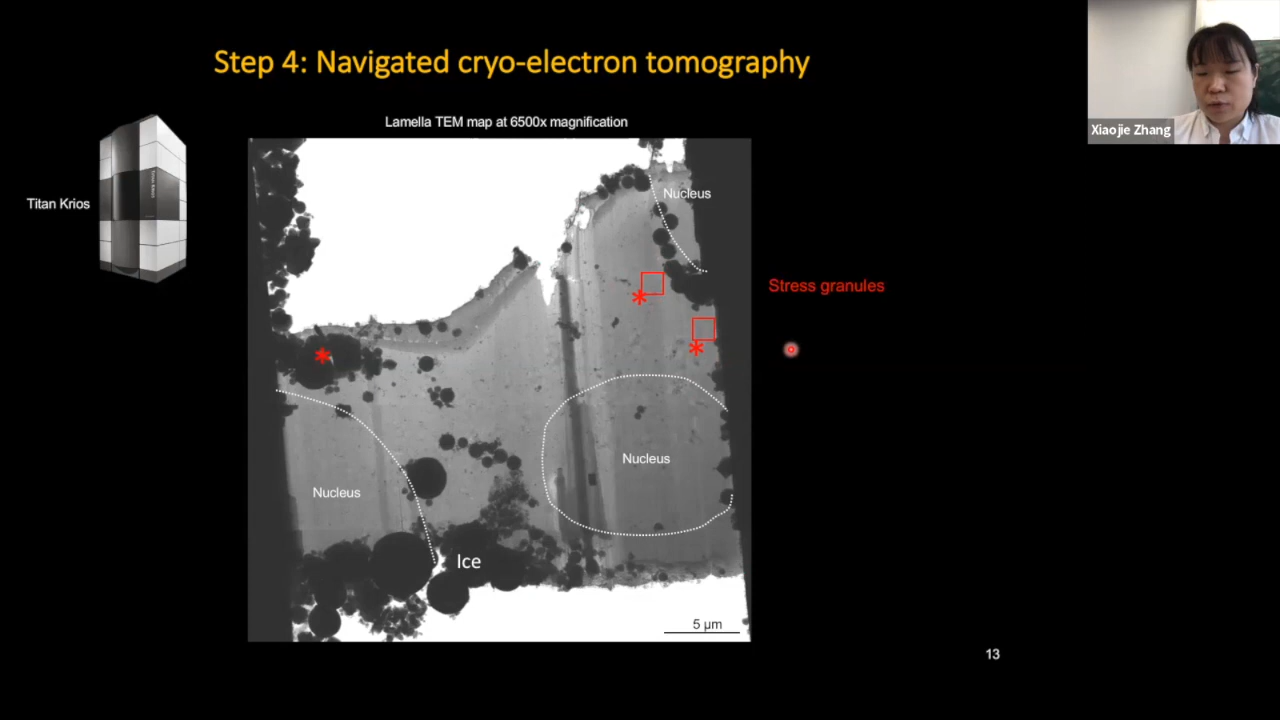 Step 4: Navigated cryo-electron tomography
Xiaojie Zhang
Lamella TEM map at 6500x magnification
Titan Krios
Nucleus
Stress granules
Nucleus
Nucleus
Ice
5 µm
13